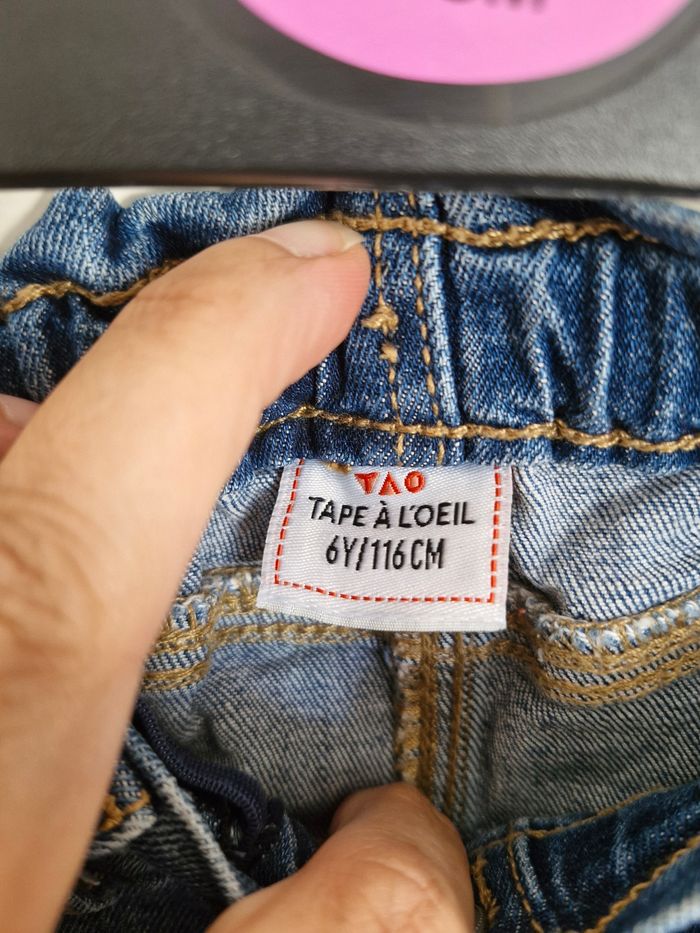 TAO
TAPE À L'OEIL
6Y/116CM